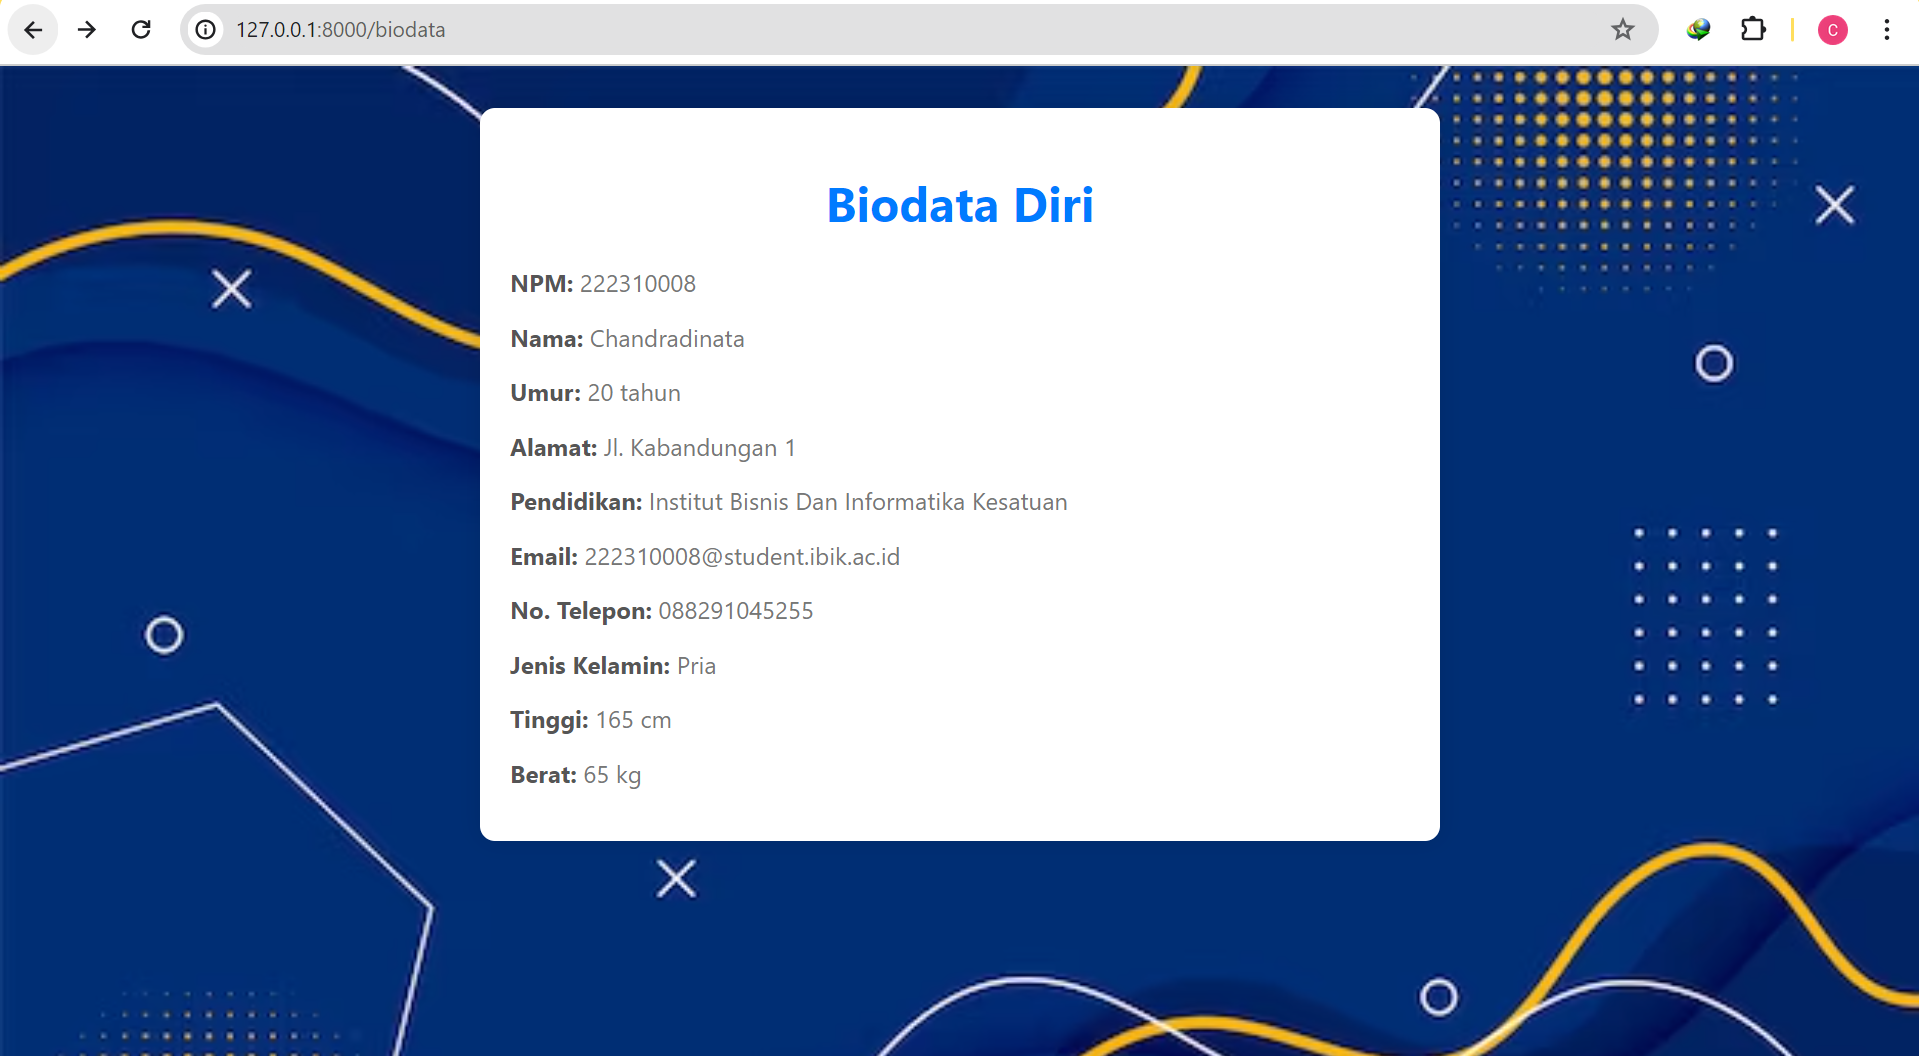 127.0.0.1:8000/biodata
C
Biodata Diri
NPM: 222310008
Nama: Chandradinata
Umur: 20 tahun
Alamat: Jl. Kabandungan 1
Pendidikan: Institut Bisnis Dan Informatika Kesatuan
Email: 222310008@student.ibik.ac.id
No. Telepon: 088291045255
Jenis Kelamin: Pria
Tinggi: 165 cm
Berat: 65 kg